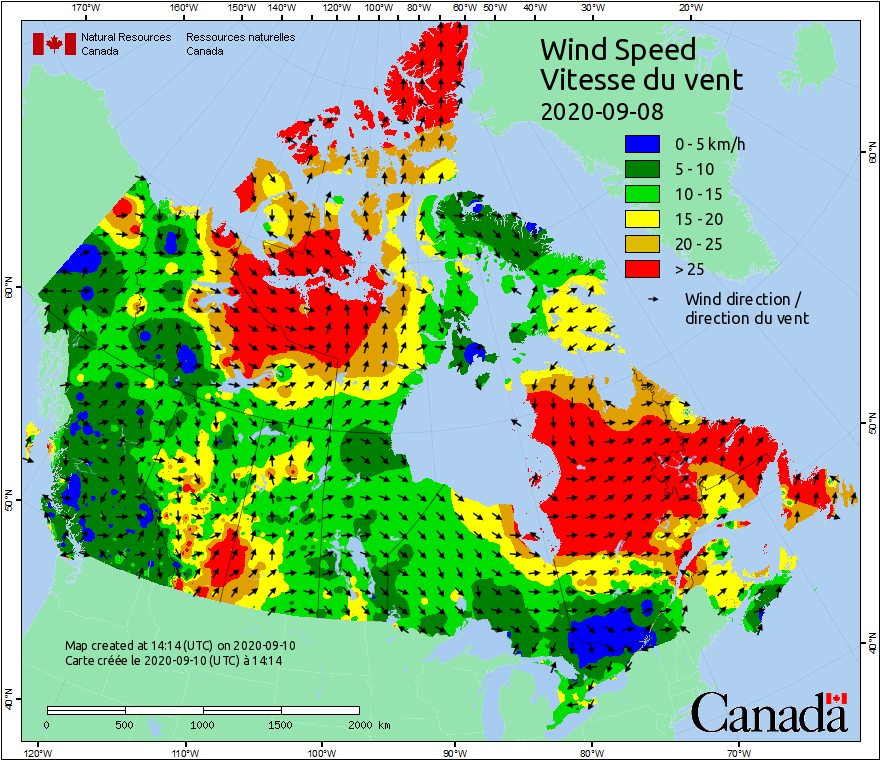 170°W 160°W 150°W 140°W 130°W 120°W 110°W 100°W 90°W 80°W 70°W 60°W 50°W 40°W 30°W 20°W
Natural Resources Ressources naturelles
Canada Canada
Wind Speed
Vitesse du vent
2020-09-08
0 - 5 km/h
5 - 10
10 - 15
15 - 20
20 - 25
> 25
Wind direction /
direction du vent
60°N 60°N
50°N 50°N
40°N 40°N
Map created at 14:14 (UTC) on 2020-09-10
Carte créée le 2020-09-10 (UTC) à 14:14
0 500 1000 1500 2000 km
Canada
120°W 110°W 100°W 90°W 80°W 70°W